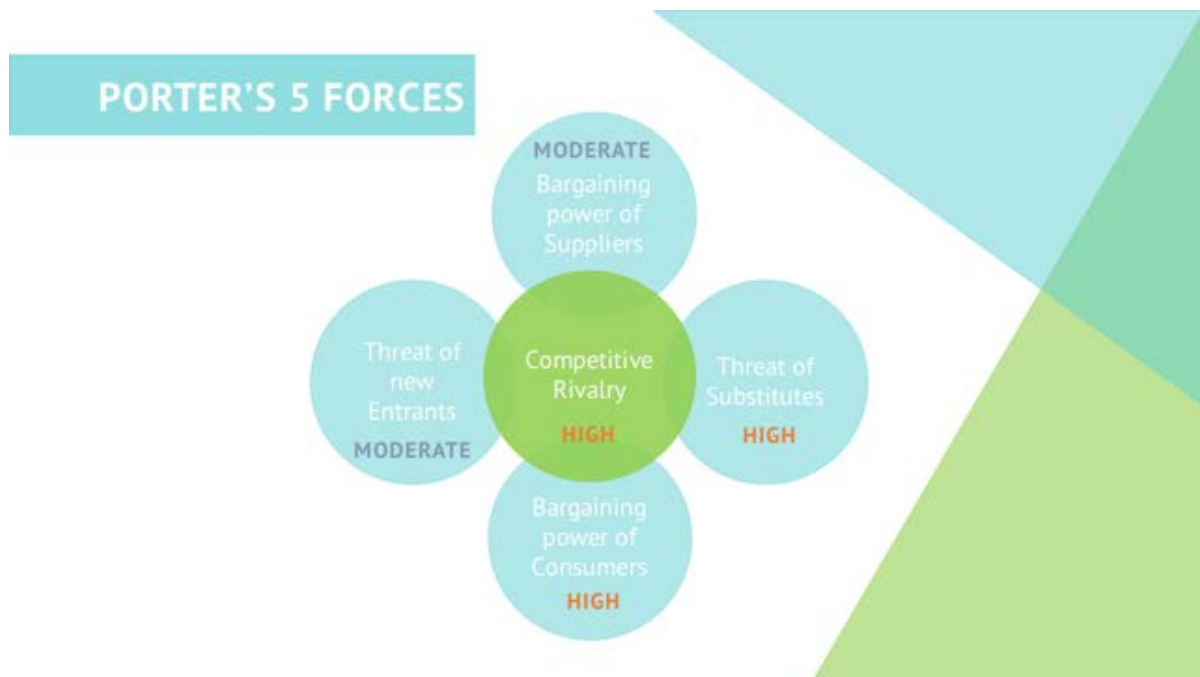 PORTER'S 5 FORCES
MODERATE
Bargaining
power of
Suppliers
Threat of
new
Entrants
MODERATE
Competitive
Rivalry
HIGH
Threat of
Substitutes
HIGH
Bargaining
power of
Consumers
HIGH